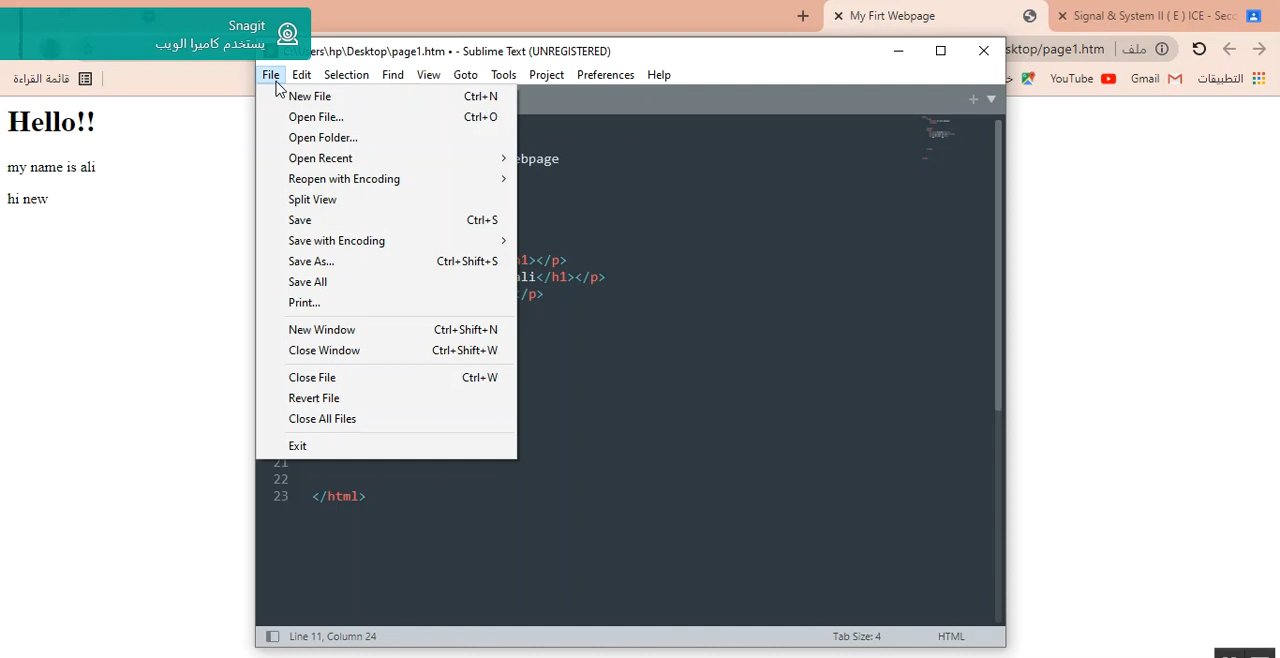 Snagit
يستخدم كاميرا الويب
My Firt Webpage
Signal & System II ( E ) ICE - Seco
sktop/page1.htm
ملف
قائمة القراءة
YouTube
Gmail
التطبيقات
Hello!!
my name is ali
hi new
\hp\Desktop\page1.htm • - Sublime Text (UNREGISTERED)
File Edit Selection Find View Goto Tools Project Preferences Help
New File Ctrl+N
Open File... Ctrl+O
Open Folder...
Open Recent
Reopen with Encoding
Split View
Save Ctrl+S
Save with Encoding
Save As... Ctrl+Shift+S
Save All
Print...
New Window Ctrl+Shift+N
Close Window Ctrl+Shift+W
Close File Ctrl+W
Revert File
Close All Files
Exit
ebpage
h1></p>
ali</h1></p>
/p>
21
22
23 </html>
Line 11, Column 24
Tab Size: 4
HTML